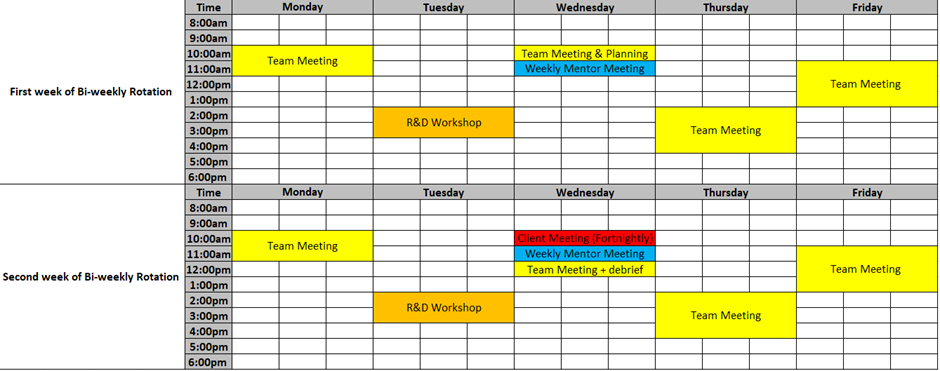 Time Monday Tuesday Wednesday Thursday Friday
8:00am
9:00am
10:00am Team Meeting & Planning
Team Meeting
11:00am Weekly Mentor Meeting
12:00pm Team Meeting
First week of Bi-weekly Rotation
1:00pm
2:00pm
R&D Workshop
3:00pm Team Meeting
4:00pm
5:00pm
6:00pm
Time Monday Tuesday Wednesday Thursday Friday
8:00am
9:00am
10:00am Client Meeting (Fortnightly)
Team Meeting
11:00am Weekly Mentor Meeting
12:00pm Team Meeting + debrief Team Meeting
Second week of Bi-weekly Rotation
1:00pm
2:00pm
R&D Workshop
3:00pm Team Meeting
4:00pm
5:00pm
6:00pm